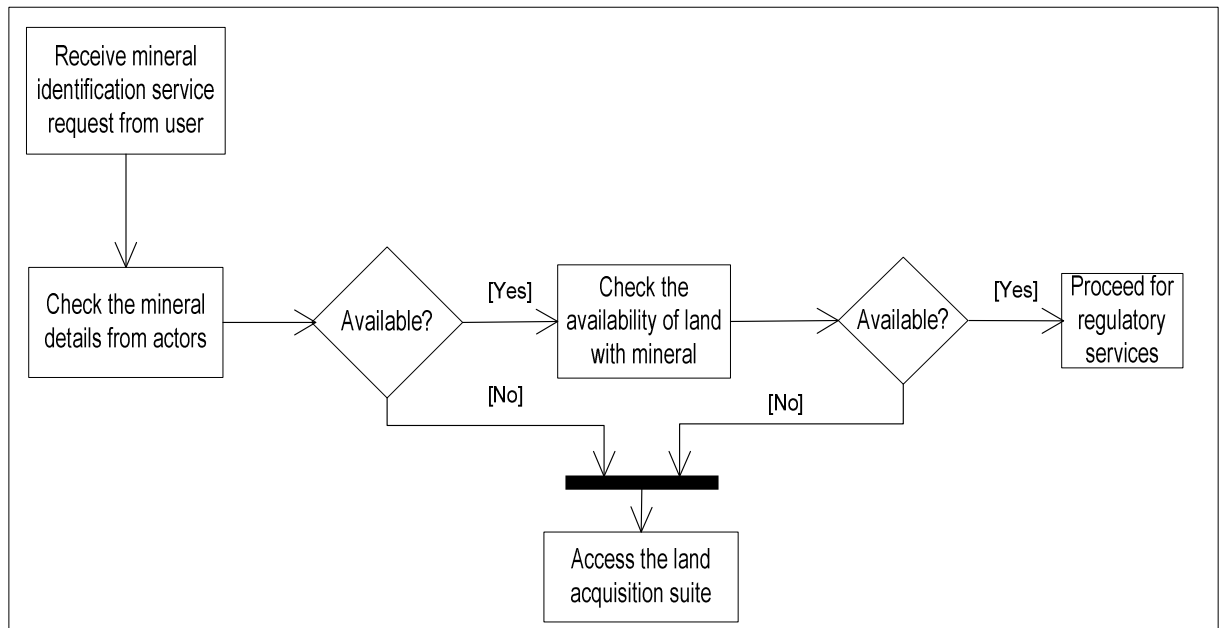 Receive mineral
identification service
request from user
Check the mineral
details from actors
Available?
[Yes]
Check the
availability of land
with mineral
Available?
[Yes]
Proceed for
regulatory
services
[No]
[No]
Access the land
acquisition suite